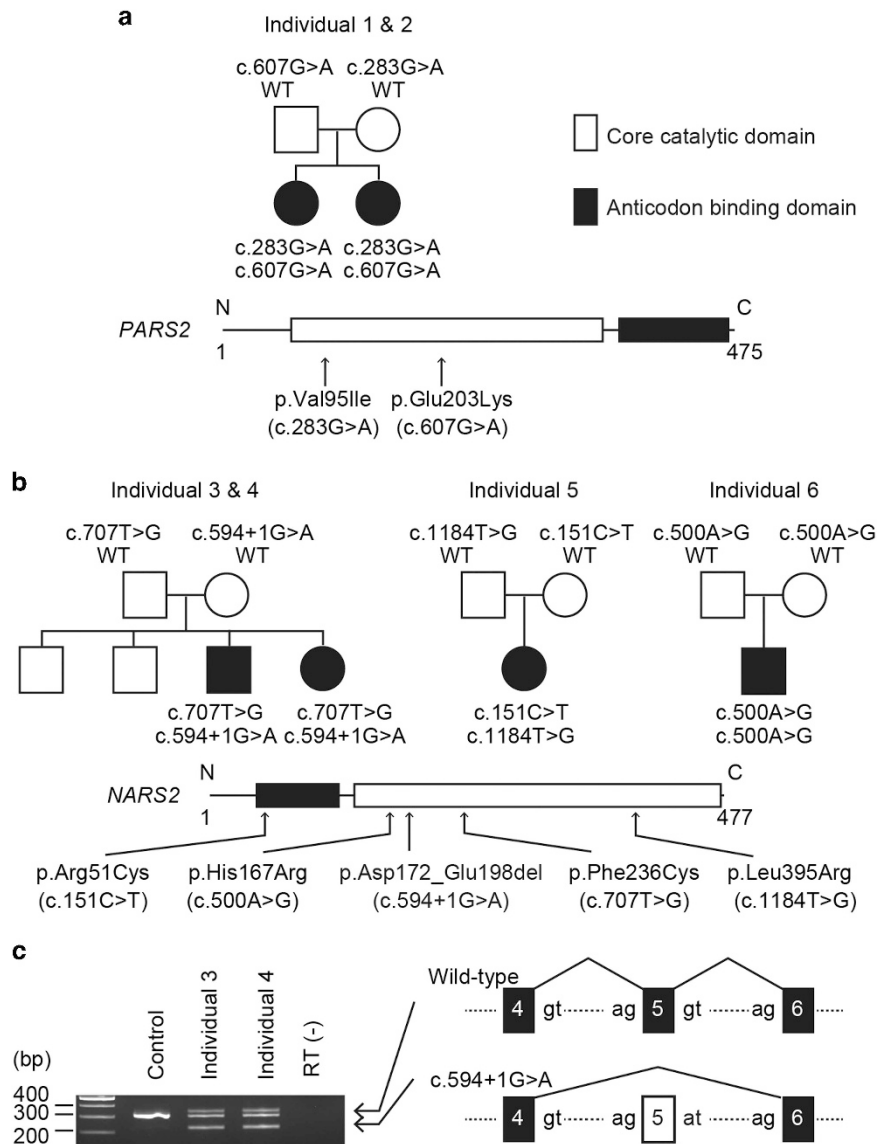 a
Individual 1 & 2
c.607G>A c.283G>A
WT WT
Core catalytic domain
Anticodon binding domain
c.283G>A c.283G>A
c.607G>A c.607G>A
N C
PARS2
1 475
p.Val95Ile p.Glu203Lys
(c.283G>A) (c.607G>A)
b
Individual 3 & 4 Individual 5 Individual 6
c.707T>G c.594+1G>A c.1184T>G c.151C>T c.500A>G c.500A>G
WT WT WT WT WT WT
c.707T>G c.707T>G c.151C>T c.500A>G
c.594+1G>A c.594+1G>A c.1184T>G c.500A>G
N C
NARS2
1 477
p.Arg51Cys p.His167Arg p.Asp172_Glu198del p.Phe236Cys p.Leu395Arg
(c.151C>T) (c.500A>G) (c.594+1G>A) (c.707T>G) (c.1184T>G)
c
Control
Individual 3
Individual 4
RT (-)
(bp)
400
300
200
Wild-type
4 gt ag 5 gt ag 6
c.594+1G>A
4 gt ag 5 at ag 6